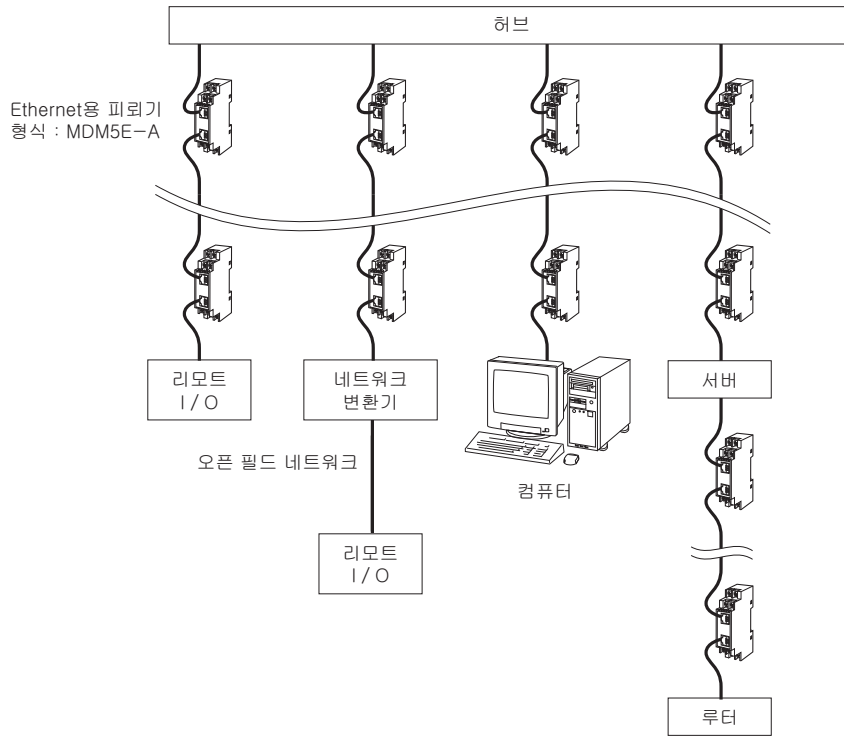 허브
Ethernet용 피뢰기
형식 : MDM5E-A
리모트
I / O
네트워크
변환기
서버
오픈 필드 네트워크
컴퓨터
리모트
I / O
루터